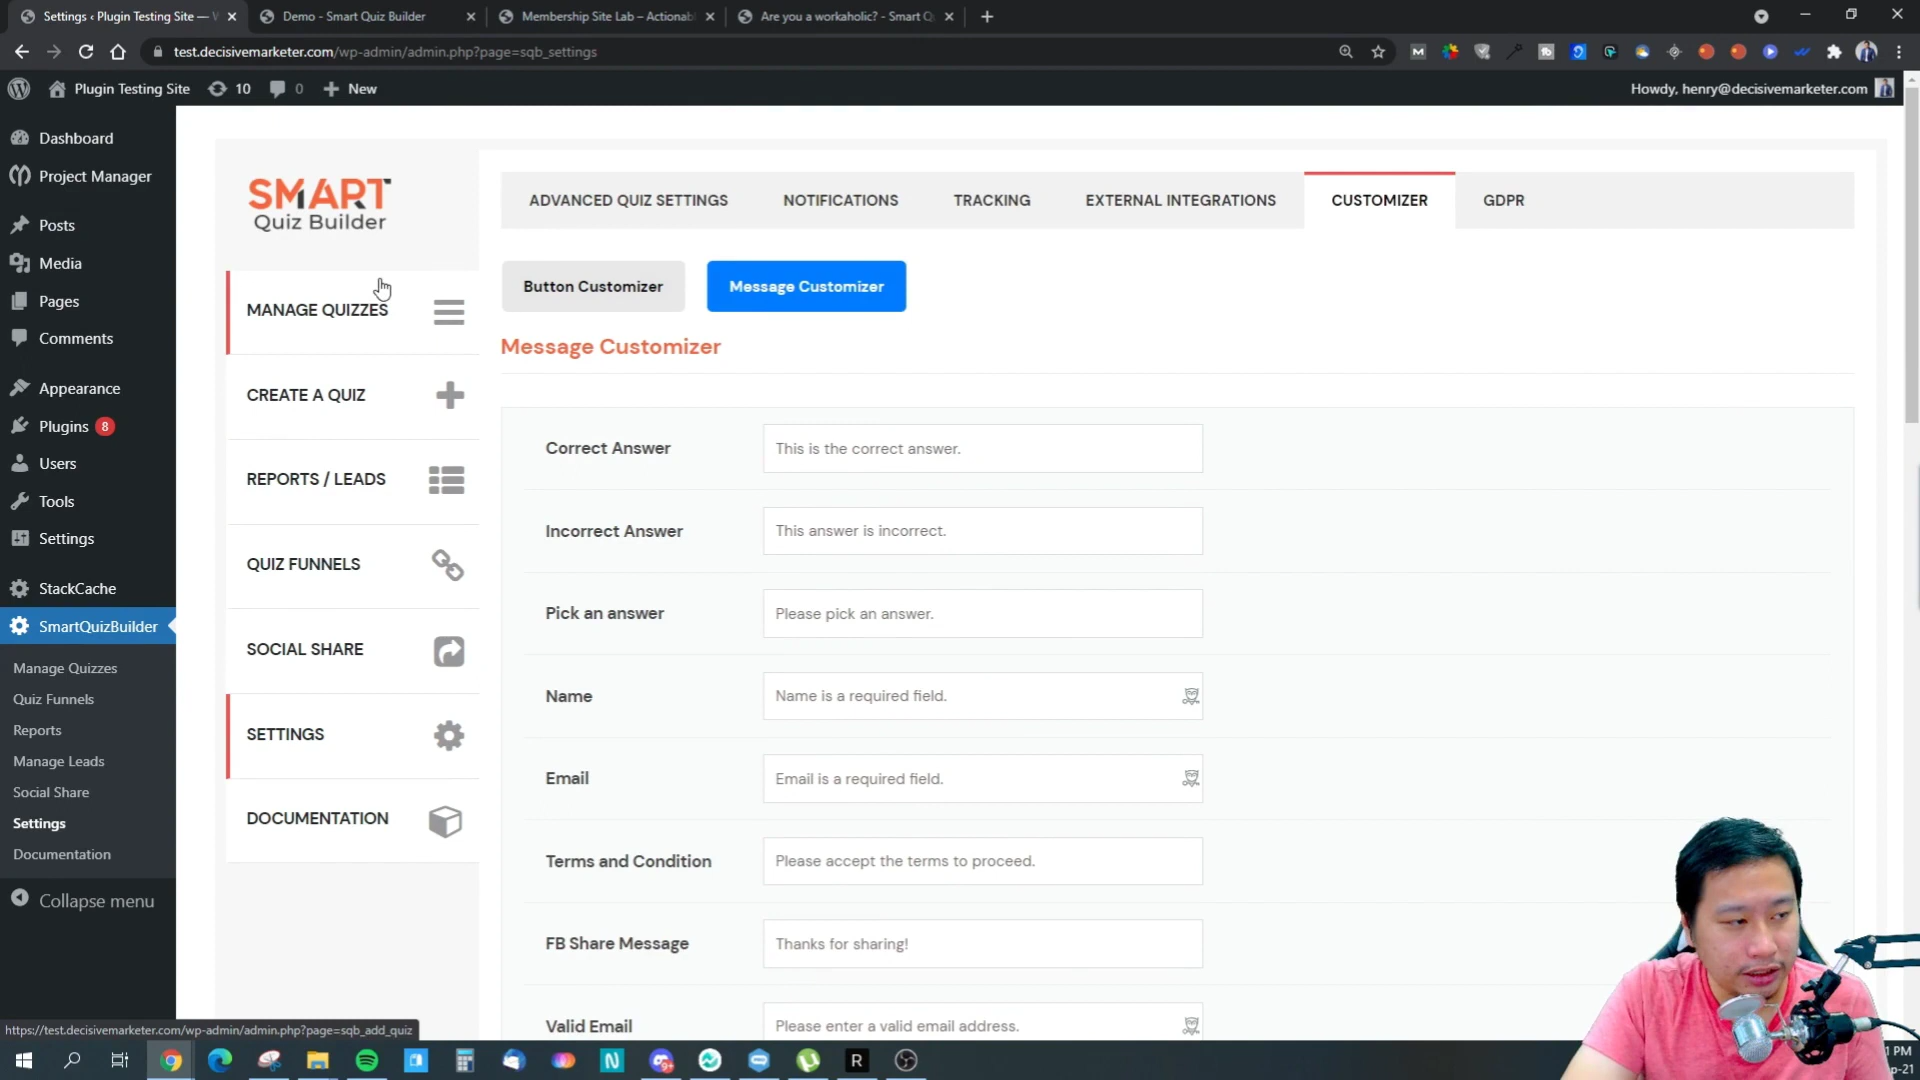 Settings ‹ Plugin Testing Site —
Demo - Smart Quiz Builder
Membership Site Lab – Actionab
Are you a workaholic? - Smart Q
test.decisivemarketer.com/wp-admin/admin.php?page=sqb_settings
Plugin Testing Site
10
0
New
Howdy, henry@decisivemarketer.com
Dashboard
Project Manager
Posts
Media
Pages
Comments
Appearance
Plugins 8
Users
Tools
Settings
StackCache
SmartQuizBuilder
Manage Quizzes
Quiz Funnels
Reports
Manage Leads
Social Share
Settings
Documentation
Collapse menu
SMART
Quiz Builder
MANAGE QUIZZES
CREATE A QUIZ
REPORTS / LEADS
QUIZ FUNNELS
SOCIAL SHARE
SETTINGS
DOCUMENTATION
ADVANCED QUIZ SETTINGS
NOTIFICATIONS
TRACKING
EXTERNAL INTEGRATIONS
CUSTOMIZER
GDPR
Button Customizer
Message Customizer
Message Customizer
Correct Answer
This is the correct answer.
Incorrect Answer
This answer is incorrect.
Pick an answer
Please pick an answer.
Name
Name is a required field.
Email
Email is a required field.
Terms and Condition
Please accept the terms to proceed.
FB Share Message
Thanks for sharing!
Valid Email
Please enter a valid email address.
https://test.decisivemarketer.com/wp-admin/admin.php?page=sqb_add_quiz